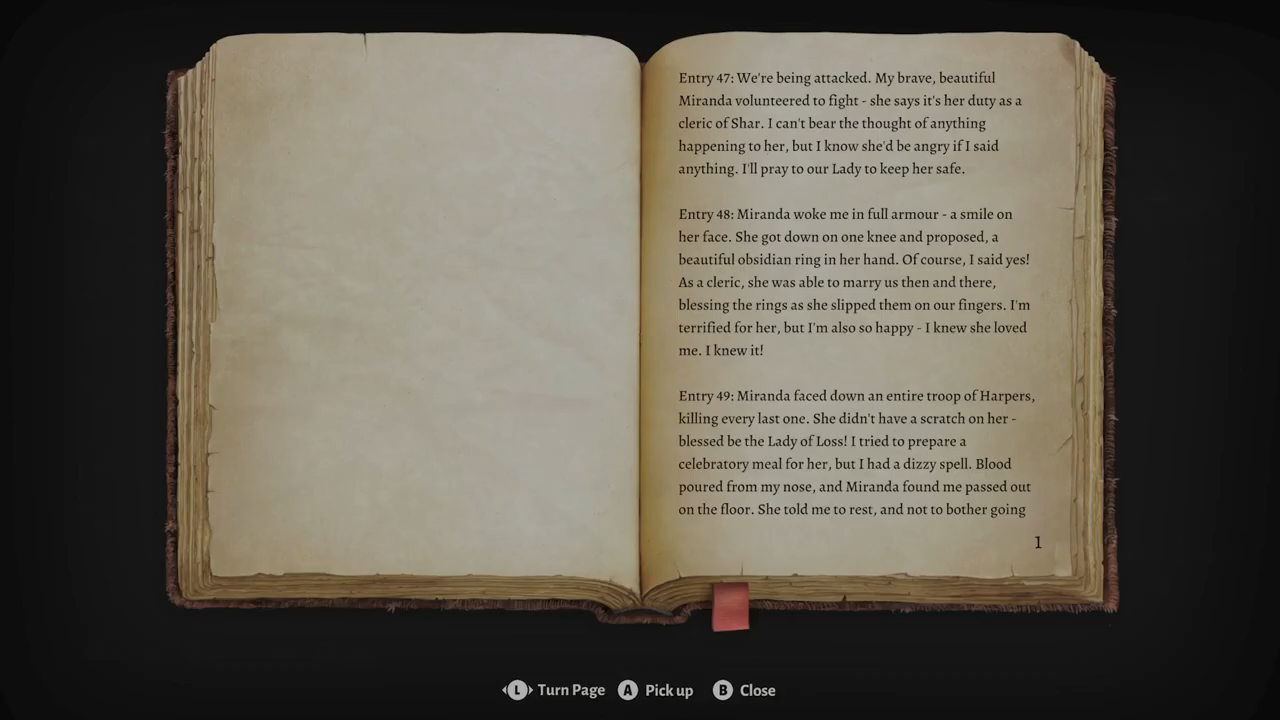 Entry 47: We're being attacked. My brave, beautiful
Miranda volunteered to fight - she says it's her duty as a
cleric of Shar. I can't bear the thought of anything
happening to her, but I know she'd be angry if I said
anything. I'll pray to our Lady to keep her safe.
Entry 48: Miranda woke me in full armour - a smile on
her face. She got down on one knee and proposed, a
beautiful obsidian ring in her hand. Of course, I said yes!
As a cleric, she was able to marry us then and there,
blessing the rings as she slipped them on our fingers. I'm
terrified for her, but I'm also so happy - I knew she loved
me. I knew it!
Entry 49: Miranda faced down an entire troop of Harpers,
killing every last one. She didn't have a scratch on her -
blessed be the Lady of Loss! I tried to prepare a
celebratory meal for her, but I had a dizzy spell. Blood
poured from my nose, and Miranda found me passed out
on the floor. She told me to rest, and not to bother going
1
L Turn Page A Pick up B Close